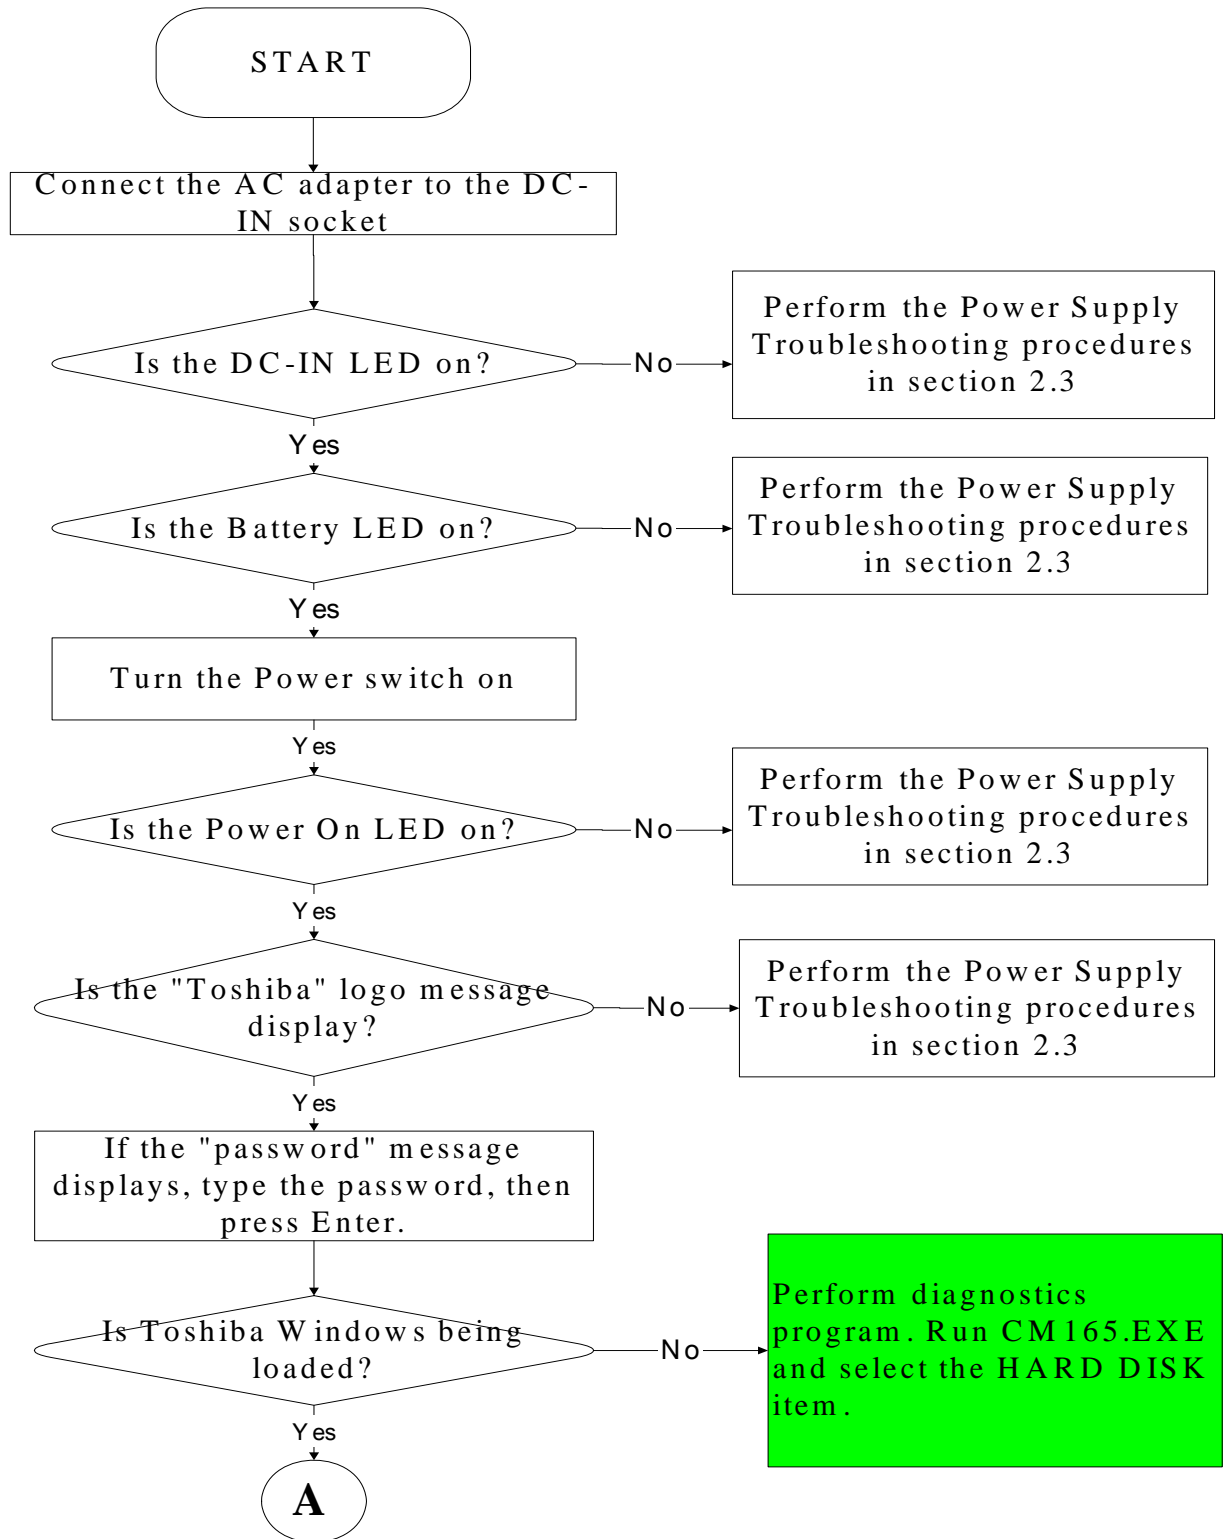 START
Connect the AC adapter to the DC-
IN socket
Is the DC-IN LED on?
No
Perform the Power Supply
Troubleshooting procedures
in section 2.3
Yes
Is the Battery LED on?
No
Perform the Power Supply
Troubleshooting procedures
in section 2.3
Yes
Turn the Power switch on
Yes
Is the Power On LED on?
No
Perform the Power Supply
Troubleshooting procedures
in section 2.3
Yes
Is the "Toshiba" logo message
display?
No
Perform the Power Supply
Troubleshooting procedures
in section 2.3
Yes
If the "password" message
displays, type the password, then
press Enter.
Is Toshiba Windows being
loaded?
No
Perform diagnostics
program. Run CM165.EXE
and select the HARD DISK
item.
Yes
A